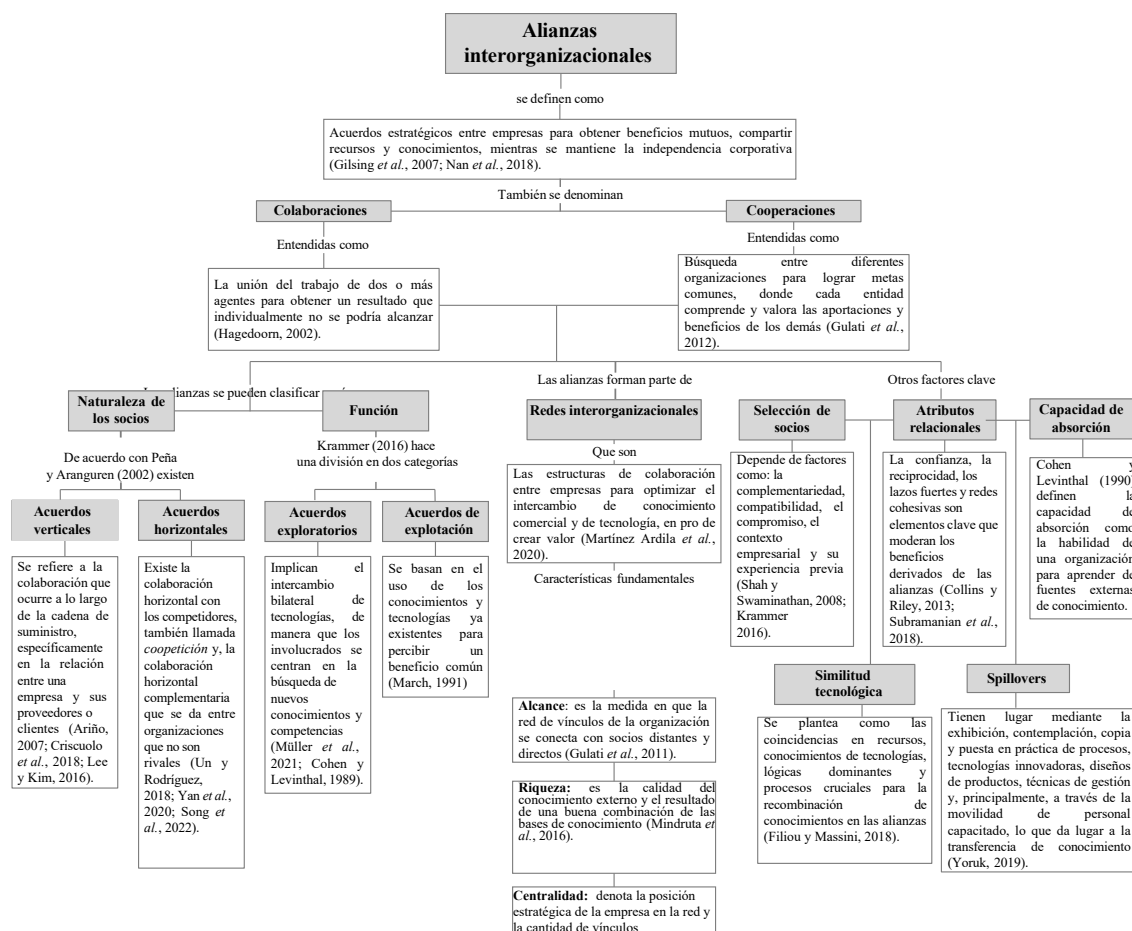 Alianzas
interorganizacionales
se definen como
Acuerdos estratégicos entre empresas para obtener beneficios mutuos, compartir
recursos y conocimientos, mientras se mantiene la independencia corporativa
(Gilsing et al., 2007; Nan et al., 2018).
También se denominan
Colaboraciones
Cooperaciones
Entendidas como
Entendidas como
La unión del trabajo de dos o más
agentes para obtener un resultado que
individualmente no se podría alcanzar
(Hagedoorn, 2002).
Búsqueda entre diferentes
organizaciones para lograr metas
comunes, donde cada entidad
comprende y valora las aportaciones y
beneficios de los demás (Gulati et al.,
2012).
alianzas se pueden clasificar
Las alianzas forman parte de
Otros factores clave
Naturaleza de
los socios
Función
Redes interorganizacionales
Selección de
socios
Atributos
relacionales
Capacidad de
absorción
De acuerdo con Peña
y Aranguren (2002) existen
Krammer (2016) hace
una división en dos categorías
Que son
Acuerdos
verticales
Acuerdos
horizontales
Acuerdos
exploratorios
Acuerdos de
explotación
Se refiere a la
colaboración que
ocurre a lo largo
de la cadena de
suministro,
específicamente
en la relación
entre una
empresa y sus
proveedores o
clientes (Ariño,
2007; Criscuolo
et al., 2018; Lee
y Kim, 2016).
Existe la
colaboración
horizontal con
los competidores,
también llamada
coopetición y, la
colaboración
horizontal
complementaria
que se da entre
organizaciones
que no son
rivales (Un y
Rodríguez,
2018; Yan et al.,
2020; Song et
al., 2022).
Implican el
intercambio
bilateral de
tecnologías, de
manera que los
involucrados se
centran en la
búsqueda de
nuevos
conocimientos y
competencias
(Müller et al.,
2021; Cohen y
Levinthal, 1989).
Se basan en el
uso de los
conocimientos y
tecnologías ya
existentes para
percibir un
beneficio común
(March, 1991)
Las estructuras de colaboración
entre empresas para optimizar el
intercambio de conocimiento
comercial y de tecnología, en pro de
crear valor (Martínez Ardila et al.,
2020).
Características fundamentales
Alcance: es la medida en que la
red de vínculos de la organización
se conecta con socios distantes y
directos (Gulati et al. 2011).
Riqueza: es la calidad del
conocimiento externo y el resultado
de una buena combinación de las
bases de conocimiento (Mindruta et
al., 2016).
Centralidad: denota la posición
estratégica de la empresa en la red y
la cantidad de vínculos
Depende de factores
como: la
complementariedad,
compatibilidad, el
compromiso, el
contexto
empresarial y su
experiencia previa
(Shah y
Swaminathan, 2008;
Krammer
2016).
La confianza, la
reciprocidad, los
lazos fuertes y redes
cohesivas son
elementos clave que
moderan los
beneficios
derivados de las
alianzas (Collins y
Riley, 2013;
Subramanian et al.,
2018).
Cohen y
Levinthal (1990)
definen la
capacidad de
absorción como
la habilidad de
una organización
para aprender de
fuentes externas
de conocimiento.
Similitud
tecnológica
Spillovers
Se plantea como las
coincidencias en recursos,
conocimientos de tecnologías,
lógicas dominantes y
procesos cruciales para la
recombinación de
conocimientos en las alianzas
(Filiou y Massini, 2018).
Tienen lugar mediante la
exhibición, contemplación, copia
y puesta en práctica de procesos,
tecnologías innovadoras, diseños
de productos, técnicas de gestión
y, principalmente, a través de la
movilidad de personal
capacitado, lo que da lugar a la
transferencia de conocimiento
(Yoruk, 2019).